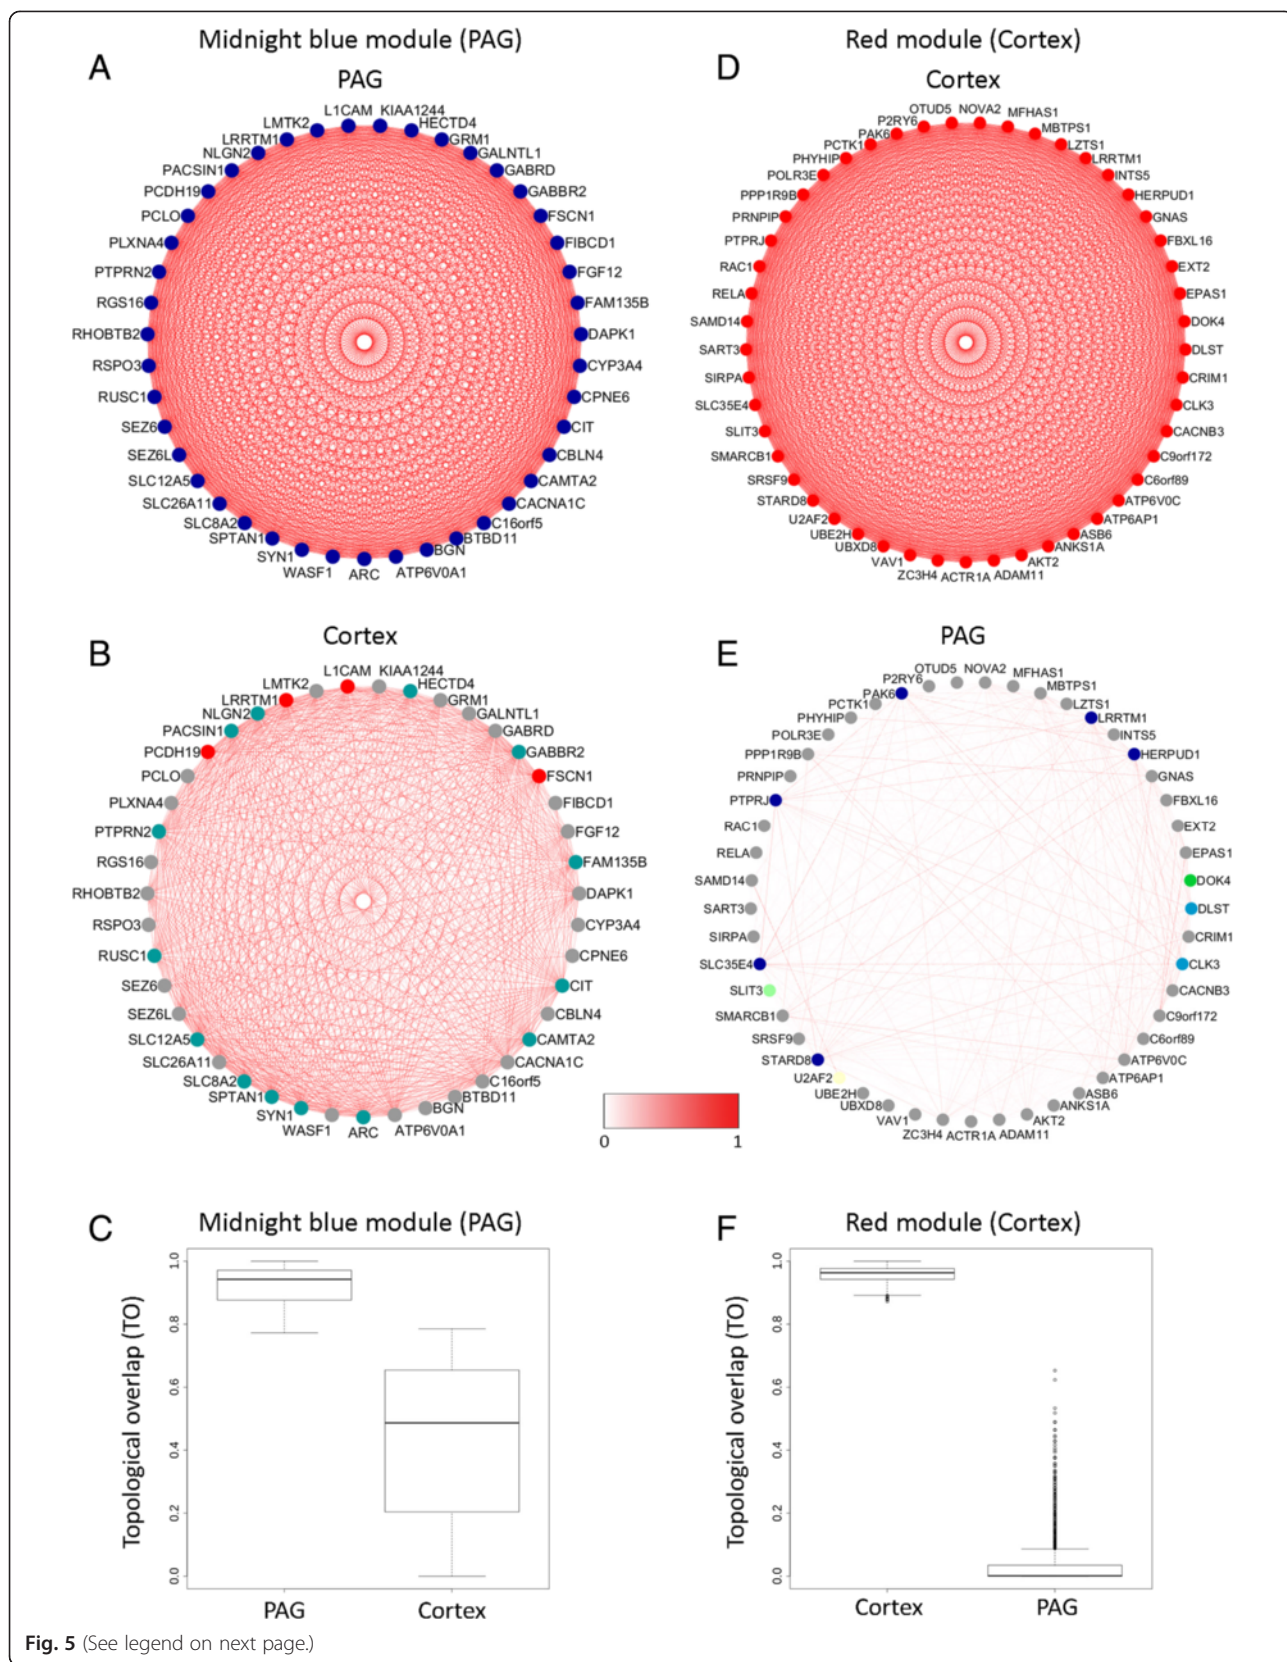 Midnight blue module (PAG)
Red module (Cortex)
A
PAG
L1CAM
KIAA1244
HECTD4
GRM1
GALNTL1
GABRD
GABBR2
FSCN1
FIBCD1
FGF12
FAM135B
DAPK1
CYP3A4
CPNE6
CIT
CBLN4
CAMTA2
CACNA1C
C16orf5
BTBD11
BGN
ATP6V0A1
ARC
WASF1
SYN1
SPTAN1
SLC8A2
SLC26A11
SLC12A5
SEZ6L
SEZ6
RUSC1
RSPO3
RHOBTB2
RGS16
PTPRN2
PLXNA4
PCLO
PCDH19
PACSIN1
NLGN2
LRRTM1
LMTK2
D
Cortex
OTUD5
NOVA2
MFHAS1
MBTPS1
LZTS1
LRRTM1
INTS5
HERPUD1
GNAS
FBXL16
EXT2
EPAS1
DOK4
DLST
CRIM1
CLK3
CACNB3
C9orf172
C6orf89
ATP6V0C
ATP6AP1
ASB6
ANKS1A
AKT2
ADAM11
ACTR1A
ZC3H4
VAV1
UBXD8
UBE2H
U2AF2
STARD8
SRSF9
SMARCB1
SLIT3
SLC35E4
SIRPA
SART3
SAMD14
RELA
RAC1
PTPRJ
PRNPIP
PPP1R9B
POLR3E
PHYHIP
PCTK1
PAK6
P2RY6
B
Cortex
L1CAM
KIAA1244
HECTD4
GRM1
GALNTL1
GABRD
GABBR2
FSCN1
FIBCD1
FGF12
FAM135B
DAPK1
CYP3A4
CPNE6
CIT
CBLN4
CAMTA2
CACNA1C
C16orf5
BTBD11
BGN
ATP6V0A1
ARC
WASF1
SYN1
SPTAN1
SLC8A2
SLC26A11
SLC12A5
SEZ6L
SEZ6
RUSC1
RSPO3
RHOBTB2
RGS16
PTPRN2
PLXNA4
PCLO
PCDH19
PACSIN1
NLGN2
LRRTM1
LMTK2
0 1
E
PAG
OTUD5
NOVA2
MFHAS1
MBTPS1
LZTS1
LRRTM1
INTS5
HERPUD1
GNAS
FBXL16
EXT2
EPAS1
DOK4
DLST
CRIM1
CLK3
CACNB3
C9orf172
C6orf89
ATP6V0C
ATP6AP1
ASB6
ANKS1A
AKT2
ADAM11
ACTR1A
ZC3H4
VAV1
UBXD8
UBE2H
U2AF2
STARD8
SRSF9
SMARCB1
SLIT3
SLC35E4
SIRPA
SART3
SAMD14
RELA
RAC1
PTPRJ
PRNPIP
PPP1R9B
POLR3E
PHYHIP
PCTK1
PAK6
P2RY6
C
Midnight blue module (PAG)
Topological overlap (TO)
1.0
0.8
0.6
0.4
0.2
0.0
PAG
Cortex
F
Red module (Cortex)
Topological overlap (TO)
1.0
0.8
0.6
0.4
0.2
0.0
Cortex
PAG
Fig. 5 (See legend on next page.)